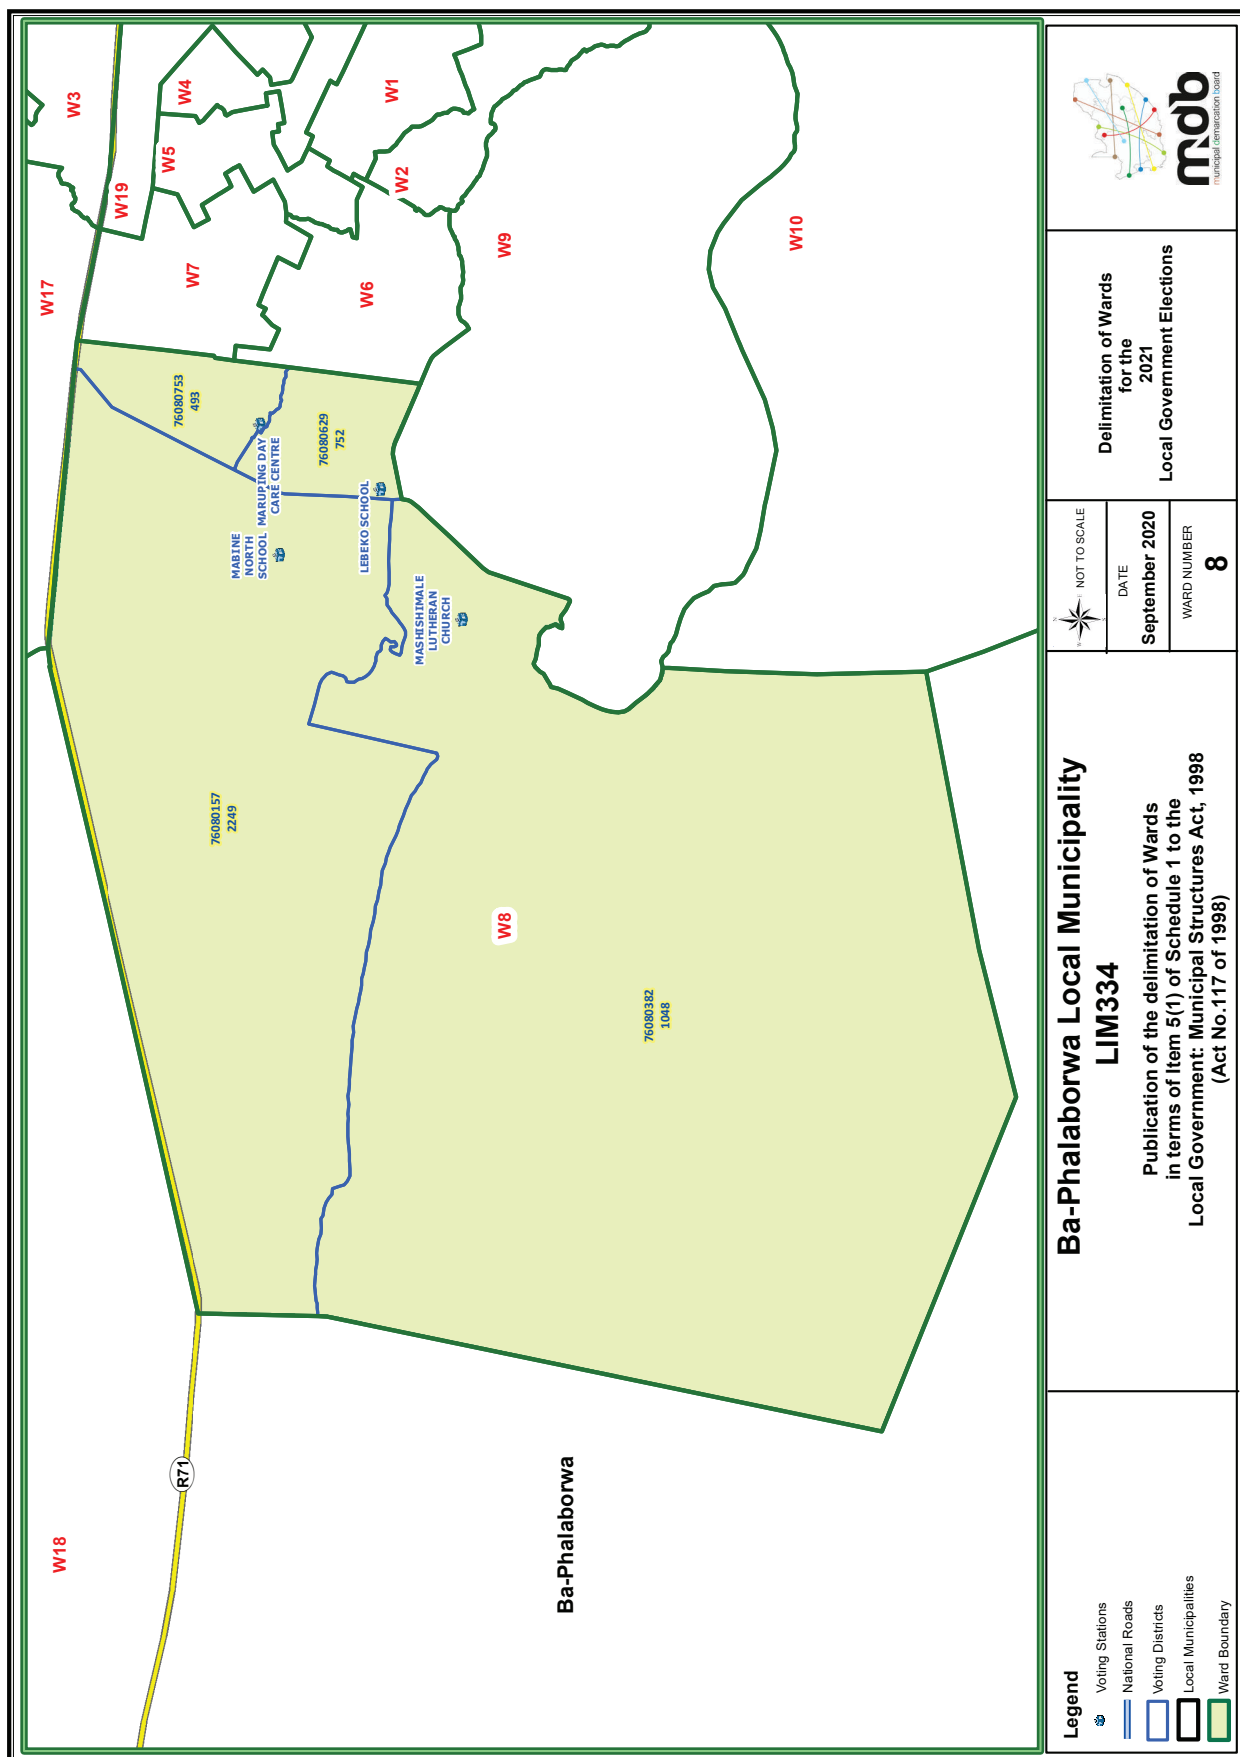 W18
R71
Ba-Phalaborwa
W17
W3
W19
W4
W5
W7
W1
W2
W6
W9
W10
W8
76080157
2249
76080753
493
76080629
752
76080382
1048
MABINE
NORTH
SCHOOL
MARUPING DAY
CARE CENTRE
LEBEKO SCHOOL
MASHISHIMALE
LUTHERAN
CHURCH
Legend
Voting Stations
National Roads
Voting Districts
Local Municipalities
Ward Boundary
Ba-Phalaborwa Local Municipality
LIM334
Publication of the delimitation of Wards
in terms of Item 5(1) of Schedule 1 to the
Local Government: Municipal Structures Act, 1998
(Act No.117 of 1998)
NOT TO SCALE
DATE
September 2020
WARD NUMBER
8
Delimitation of Wards
for the
2021
Local Government Elections
mdb
municipal demarcation board